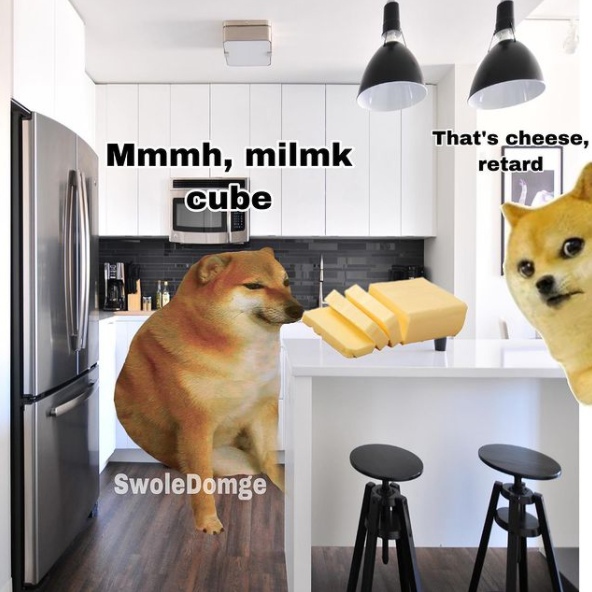 Mmmh, milmk
cube
That's cheese,
retard
SwoleDomge